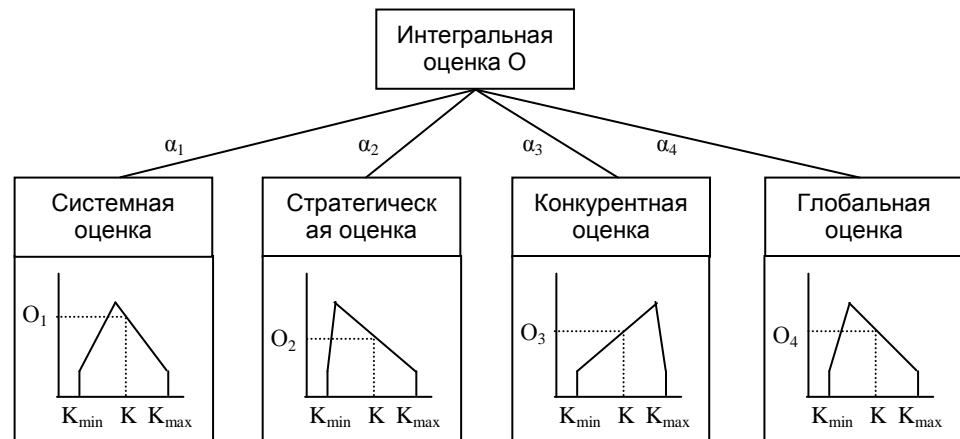 Интегральная
оценка О
α1 α2 α3 α4
Системная
оценка
Стратегическ
ая оценка
Конкурентная
оценка
Глобальная
оценка
O1
Kmin K Kmax
O2
Kmin K Kmax
O3
Kmin K Kmax
O4
Kmin K Kmax